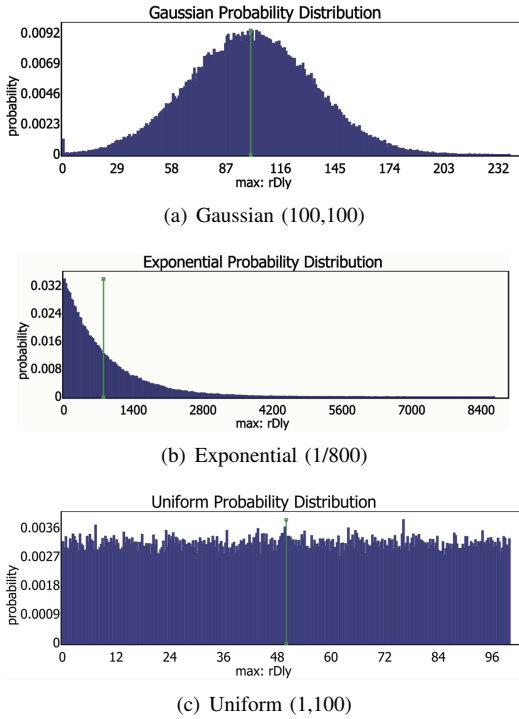 Gaussian Probability Distribution
0.0092
0.0069
0.0046
0.0023
0
probability
0 29 58 87 116 145 174 203 232
max: rDly
(a) Gaussian (100,100)
Exponential Probability Distribution
0.032
0.024
0.016
0.008
0
probability
0 1400 2800 4200 5600 7000 8400
max: rDly
(b) Exponential (1/800)
Uniform Probability Distribution
0.0036
0.0027
0.0018
0.0009
0
probability
0 12 24 36 48 60 72 84 96
max: rDly
(c) Uniform (1,100)